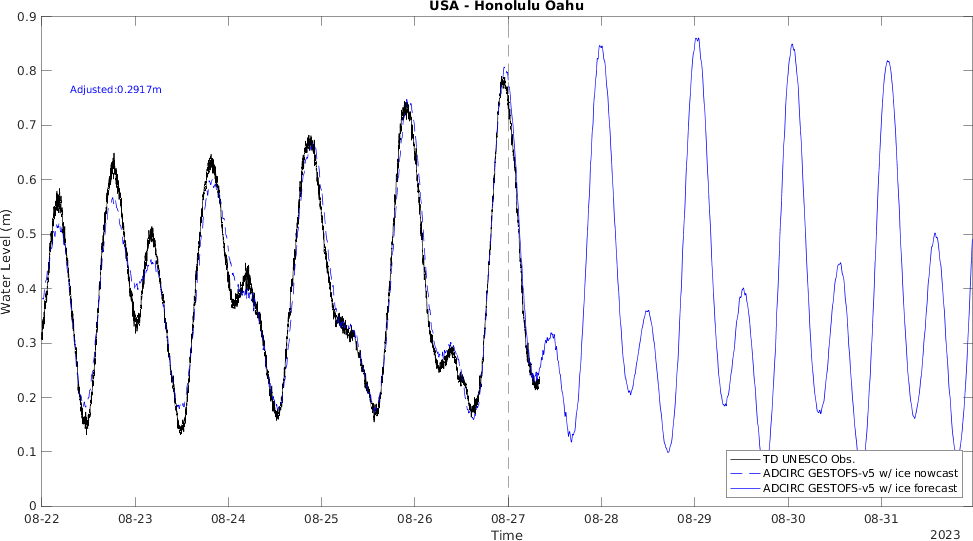 USA - Honolulu Oahu
0.9
0.8
0.7
0.6
0.5
0.4
0.3
0.2
0.1
0
Water Level (m)
Adjusted:0.2917m
TD UNESCO Obs.
ADCIRC GESTOFS-v5 w/ ice nowcast
ADCIRC GESTOFS-v5 w/ ice forecast
08-22 08-23 08-24 08-25 08-26 08-27 08-28 08-29 08-30 08-31
Time
2023